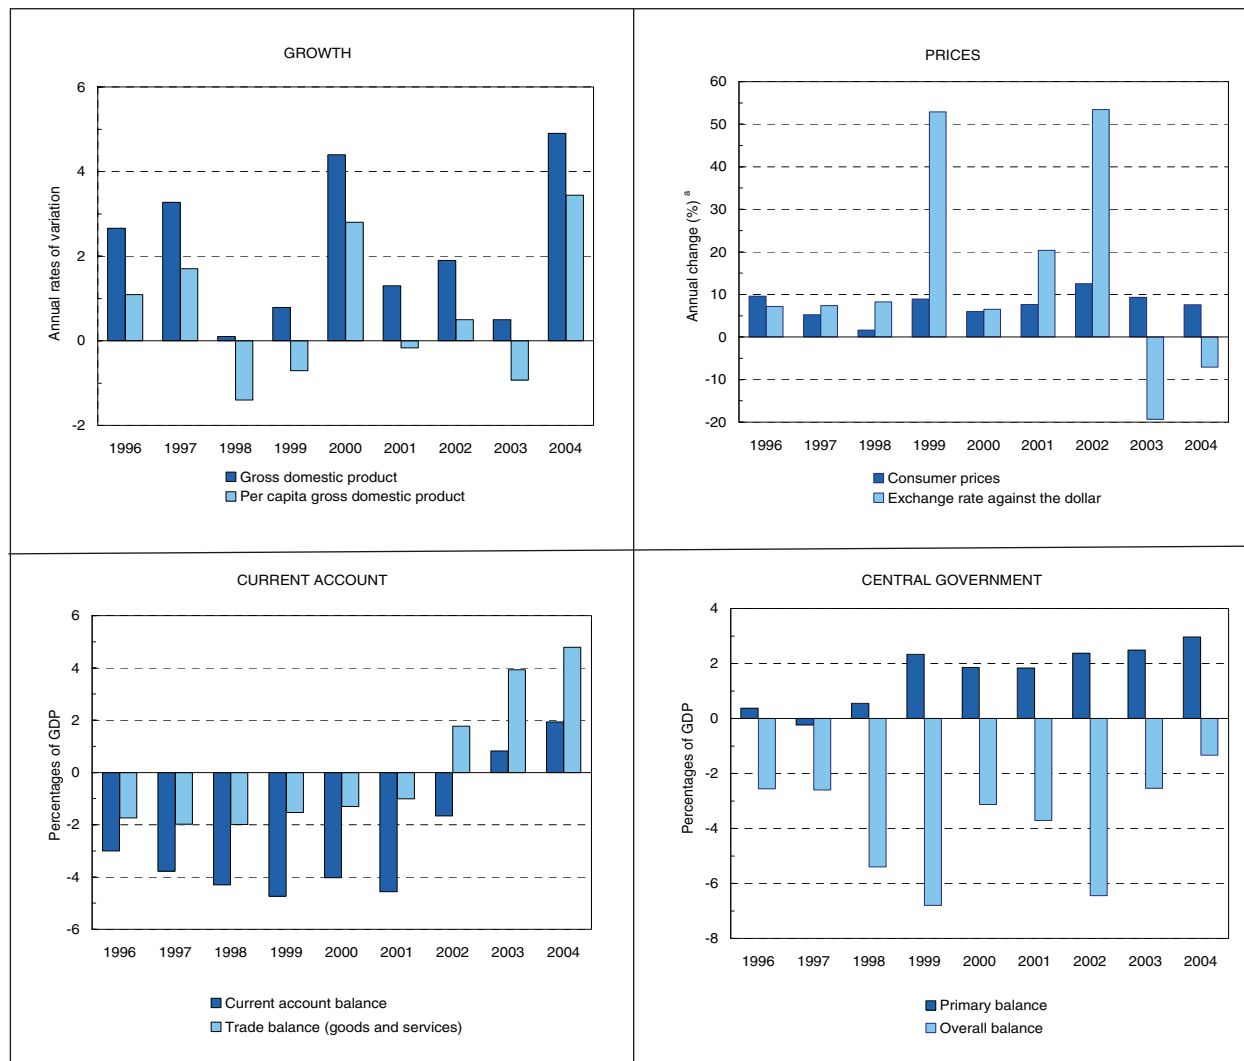 GROWTH
Annual rates of variation
6
4
2
0
-2
1996 1997 1998 1999 2000 2001 2002 2003 2004
Gross domestic product
Per capita gross domestic product
PRICES
Annual change (%) a
60
50
40
30
20
10
0
-10
-20
1996 1997 1998 1999 2000 2001 2002 2003 2004
Consumer prices
Exchange rate against the dollar
CURRENT ACCOUNT
Percentages of GDP
6
4
2
0
-2
-4
-6
1996 1997 1998 1999 2000 2001 2002 2003 2004
Current account balance
Trade balance (goods and services)
CENTRAL GOVERNMENT
Percentages of GDP
4
2
0
-2
-4
-6
-8
1996 1997 1998 1999 2000 2001 2002 2003 2004
Primary balance
Overall balance